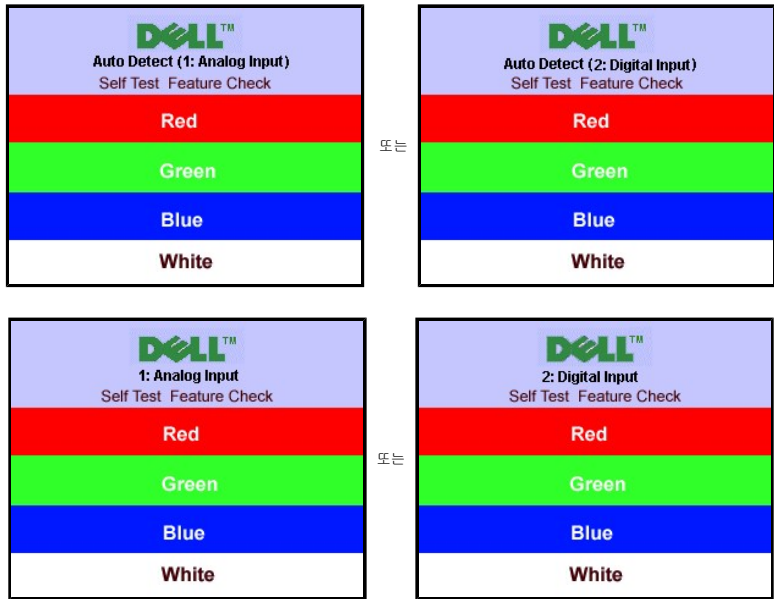 DELL™
Auto Detect (1: Analog Input)
Self Test Feature Check
Red
Green
Blue
White
또는
DELL™
Auto Detect (2: Digital Input)
Self Test Feature Check
Red
Green
Blue
White
DELL™
1: Analog Input
Self Test Feature Check
Red
Green
Blue
White
또는
DELL™
2: Digital Input
Self Test Feature Check
Red
Green
Blue
White